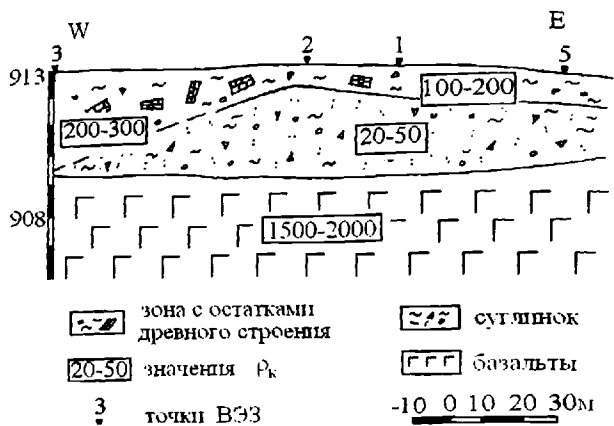 W E
3 2 1 5
913
100-200
200-300
20-50
908
1500-2000
зона с остатками
древного строения
суглинок
20-50 значения ρк
базальты
3
точки ВЭЗ
-10 0 10 20 30м